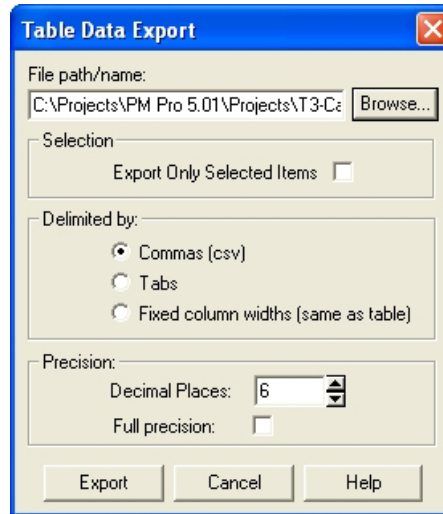 Table Data Export
File path/name:
C:\Projects\PM Pro 5.01\Projects\T3-Ca Browse...
Selection
Export Only Selected Items
Delimited by:
Commas (csv)
Tabs
Fixed column widths (same as table)
Precision:
Decimal Places: 6
Full precision:
Export Cancel Help